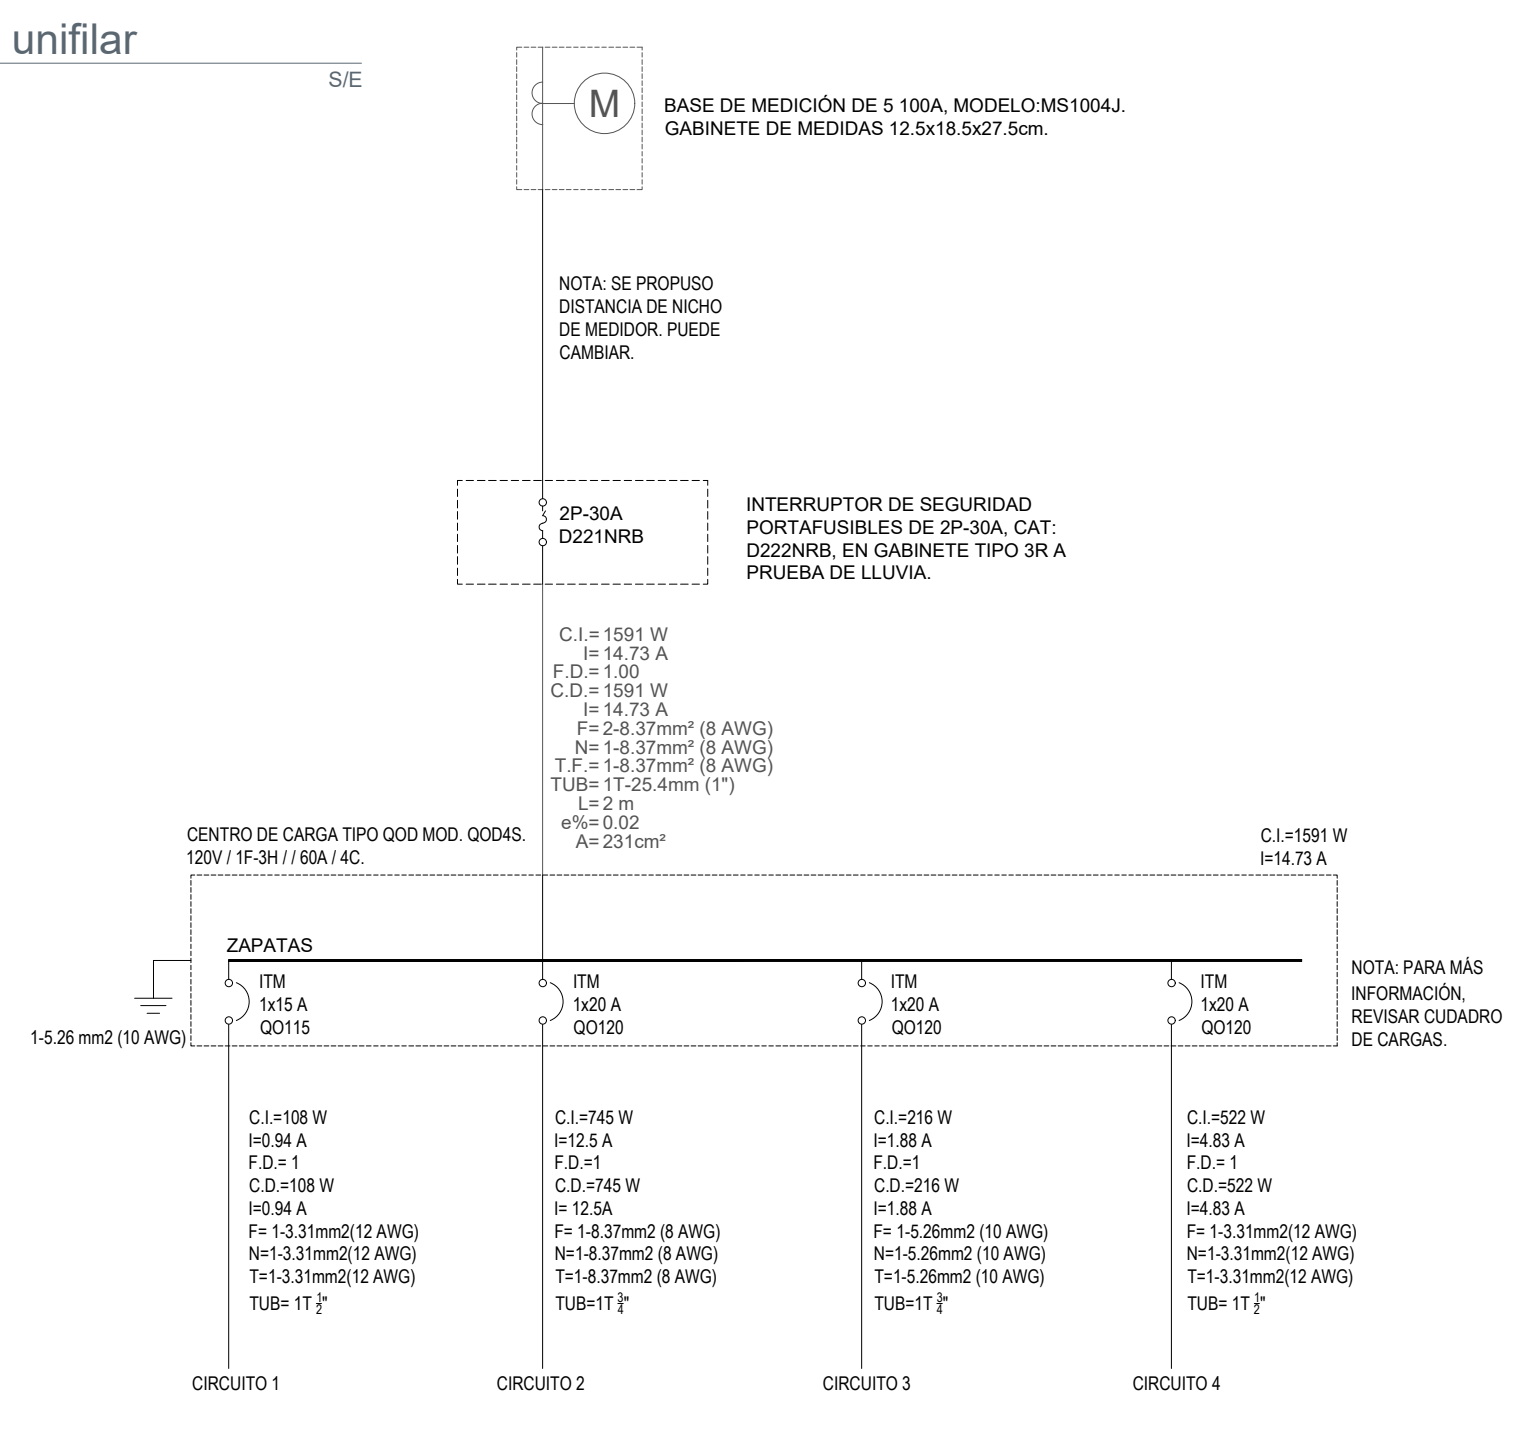 unifilar
S/E
M
BASE DE MEDICIÓN DE 5 100A, MODELO:MS1004J.
GABINETE DE MEDIDAS 12.5x18.5x27.5cm.
NOTA: SE PROPUSO
DISTANCIA DE NICHO
DE MEDIDOR. PUEDE
CAMBIAR.
2P-30A
D221NRB
INTERRUPTOR DE SEGURIDAD
PORTAFUSIBLES DE 2P-30A, CAT:
D222NRB, EN GABINETE TIPO 3R A
PRUEBA DE LLUVIA.
C.I.= 1591 W
I= 14.73 A
F.D.= 1.00
C.D.= 1591 W
I= 14.73 A
F= 2-8.37mm² (8 AWG)
N= 1-8.37mm² (8 AWG)
T.F.= 1-8.37mm² (8 AWG)
TUB= 1T-25.4mm (1")
L= 2 m
e%= 0.02
A= 231cm²
CENTRO DE CARGA TIPO QOD MOD. QOD4S.
120V / 1F-3H / / 60A / 4C.
C.I.=1591 W
I=14.73 A
ZAPATAS
ITM
1x15 A
QO115
ITM
1x20 A
QO120
ITM
1x20 A
QO120
ITM
1x20 A
QO120
1-5.26 mm2 (10 AWG)
NOTA: PARA MÁS
INFORMACIÓN,
REVISAR CUDADRO
DE CARGAS.
C.I.=108 W
I=0.94 A
F.D.= 1
C.D.=108 W
I=0.94 A
F= 1-3.31mm2(12 AWG)
N=1-3.31mm2(12 AWG)
T=1-3.31mm2(12 AWG)
TUB= 1T 1/2"
CIRCUITO 1
C.I.=745 W
I=12.5 A
F.D.=1
C.D.=745 W
I= 12.5A
F= 1-8.37mm2 (8 AWG)
N=1-8.37mm2 (8 AWG)
T=1-8.37mm2 (8 AWG)
TUB=1T 3/4"
CIRCUITO 2
C.I.=216 W
I=1.88 A
F.D.=1
C.D.=216 W
I=1.88 A
F= 1-5.26mm2 (10 AWG)
N=1-5.26mm2 (10 AWG)
T=1-5.26mm2 (10 AWG)
TUB=1T 3/4"
CIRCUITO 3
C.I.=522 W
I=4.83 A
F.D.= 1
C.D.=522 W
I=4.83 A
F= 1-3.31mm2(12 AWG)
N=1-3.31mm2(12 AWG)
T=1-3.31mm2(12 AWG)
TUB= 1T 1/2"
CIRCUITO 4